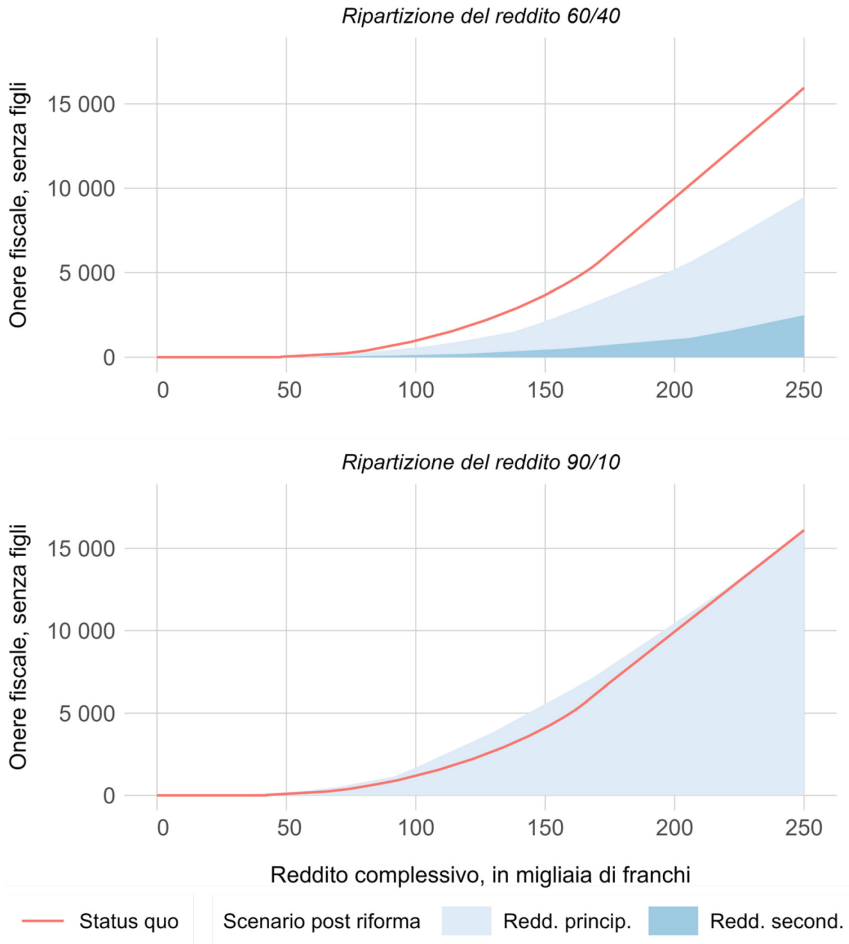 Ripartizione del reddito 60/40
Onere fiscale, senza figli
15 000
10 000
5 000
0
0 50 100 150 200 250
Ripartizione del reddito 90/10
Onere fiscale, senza figli
15 000
10 000
5 000
0
0 50 100 150 200 250
Reddito complessivo, in migliaia di franchi
Status quo Scenario post riforma Redd. princip. Redd. second.